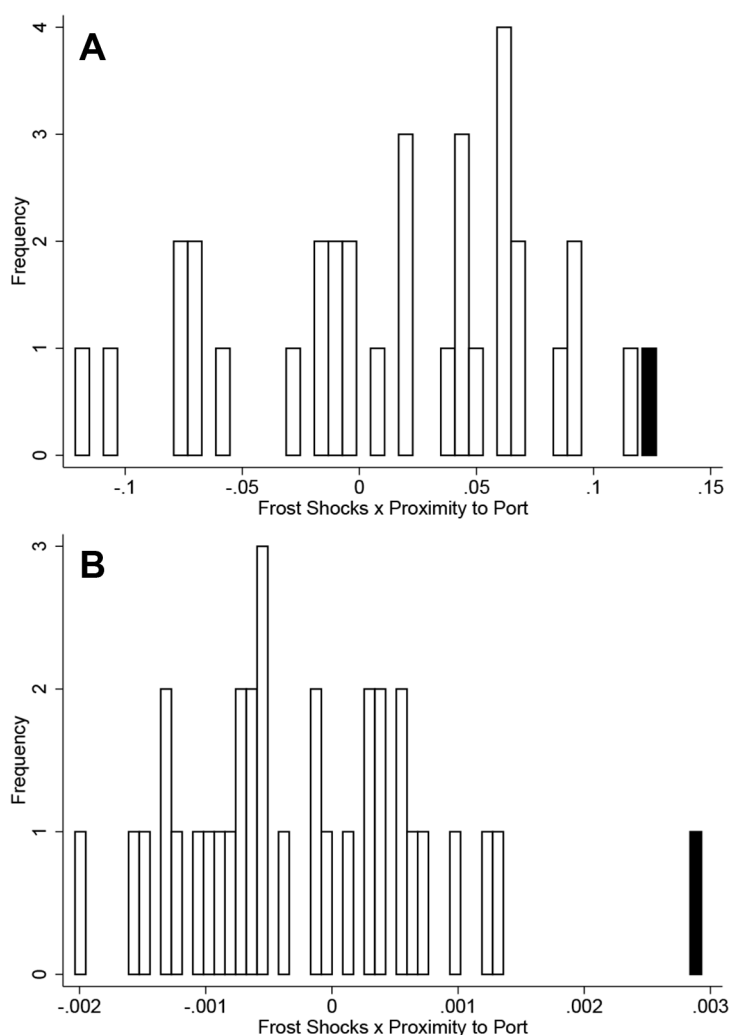 A
4
3
2
1
0
Frequency
-.1 -.05 0 .05 .1 .15
Frost Shocks x Proximity to Port
B
3
2
1
0
Frequency
-.002 -.001 0 .001 .002 .003
Frost Shocks x Proximity to Port